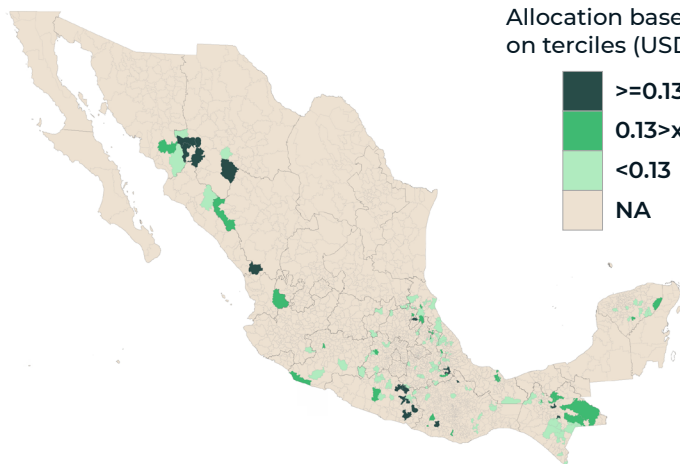 Allocation base
on terciles (USD
>=0.13
0.13>x
<0.13
NA